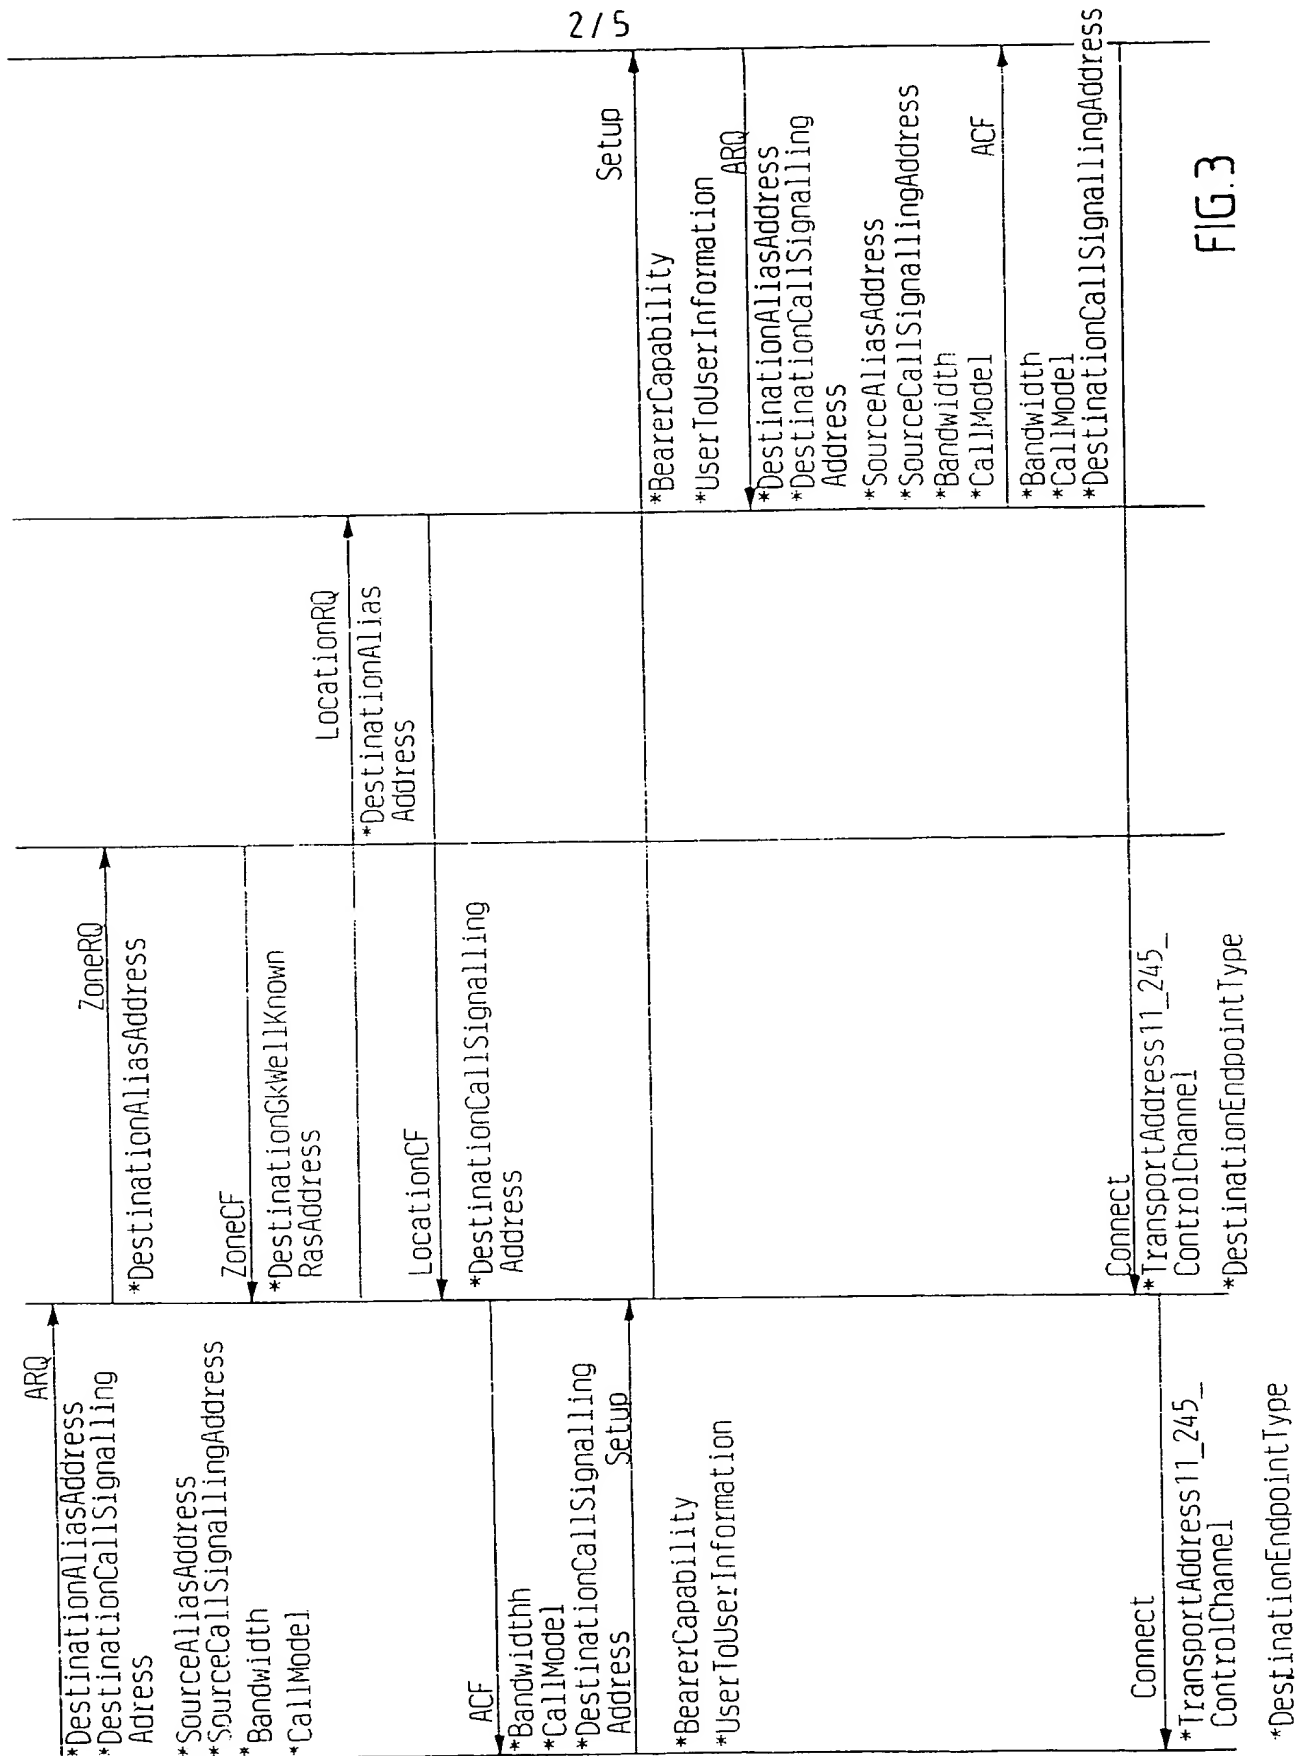 2/5
ARQ
*DestinationAliasAddress
*DestinationCallSignalling
Adress
*SourceAliasAddress
*SourceCallSignallingAddress
*Bandwidth
*CallModel
ZoneRQ
*DestinationAliasAddress
ZoneCF
*DestinationGkWellKnown
RasAddress
LocationRQ
*DestinationAlias
Address
LocationCF
*DestinationCallSignalling
Address
ACF
*Bandwidthh
*CallModel
*DestinationCallSignalling
Address
Setup
*BearerCapability
*UserToUserInformation
Setup
*BearerCapability
*UserToUserInformation
ARQ
*DestinationAliasAddress
*DestinationCallSignalling
Address
*SourceAliasAddress
*SourceCallSignallingAddress
*Bandwidth
*CallModel
ACF
*Bandwidth
*CallModel
*DestinationCallSignallingAddress
Connect
*TransportAddress11_245_
ControlChannel
*DestinationEndpointType
Connect
*TransportAddress11_245_
ControlChannel
*DestinationEndpointType
FIG.3